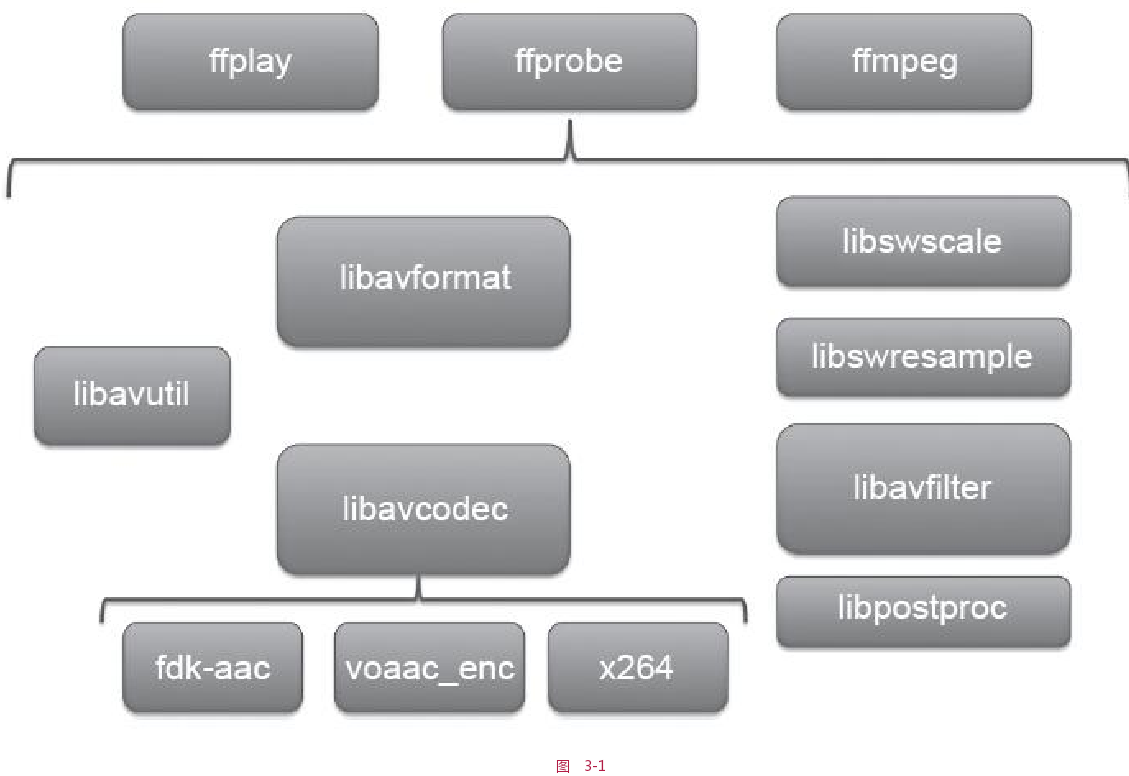 ffplay
ffprobe
ffmpeg
libavformat
libavutil
libavcodec
libswscale
libswresample
libavfilter
libpostproc
fdk-aac
voaac_enc
x264
图 3-1